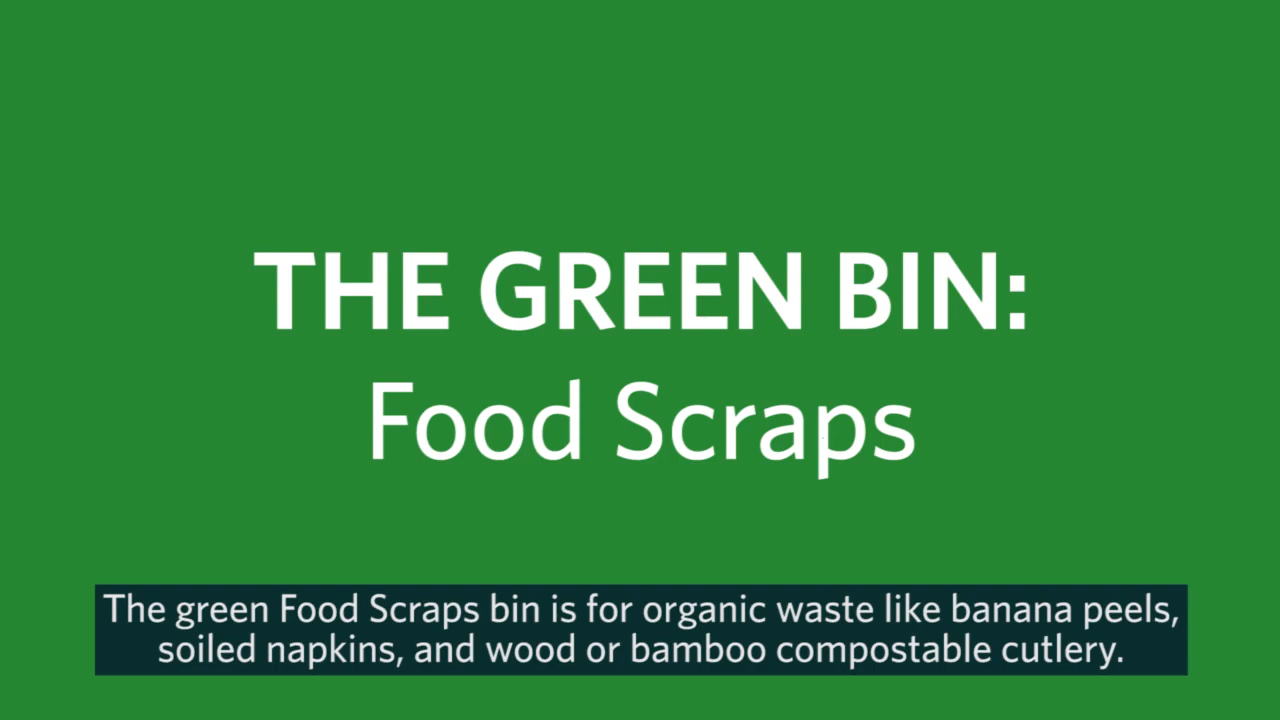 THE GREEN BIN:
Food Scraps
The green Food Scraps bin is for organic waste like banana peels,
soiled napkins, and wood or bamboo compostable cutlery.